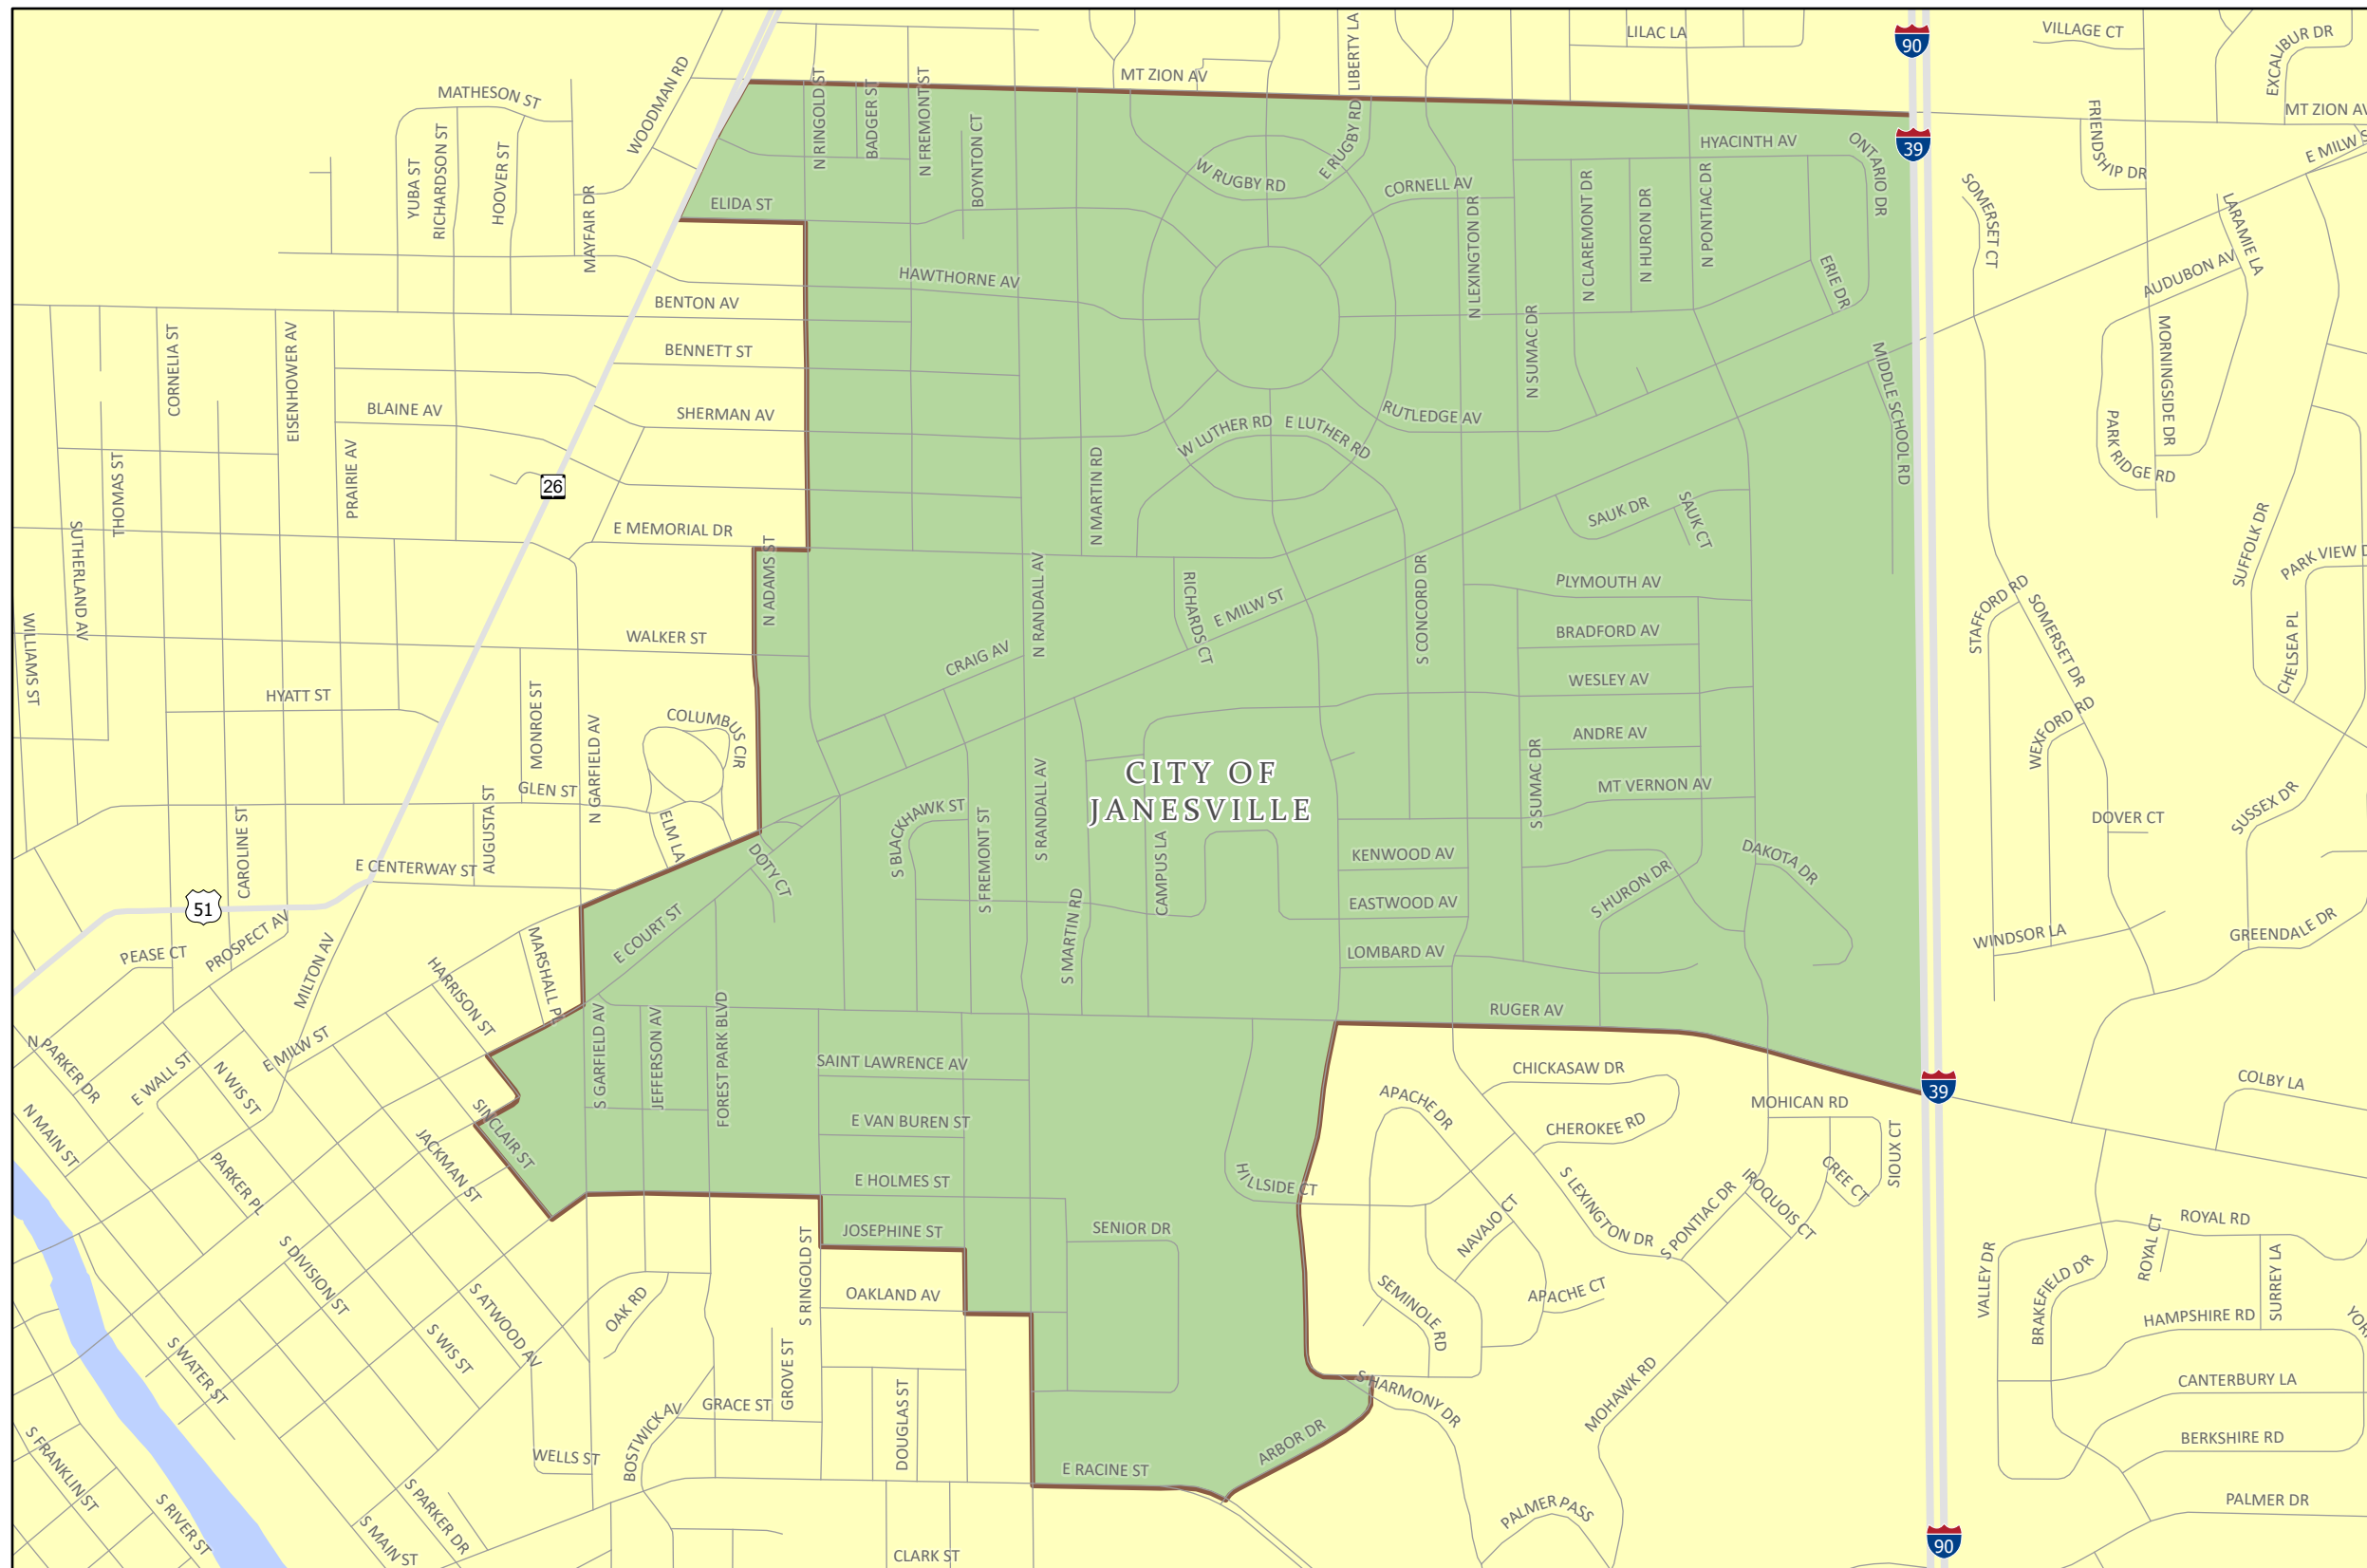 LILAC LA
90
VILLAGE CT
EXCALIBUR DR
LIBERTY LA
MT ZION AV
MATHESON ST
WOODMAN RD
N RINGOLD ST
BADGER ST
N FREMONT ST
BOYNTON CT
MT ZION AV
FRIENDSHIP DR
E MILW S
39
HYACINTH AV
ONTARIO DR
YUBA ST
RICHARDSON ST
HOOVER ST
MAYFAIR DR
ELIDA ST
W RUGBY RD
E RUGBY RD
CORNELL AV
N LEXINGTON DR
N CLAREMONT DR
N HURON DR
N PONTIAC DR
SOMERSET CT
LARAMIE LA
AUDUBON AV
HAWTHORNE AV
ERIE DR
BENTON AV
BENNETT ST
CORNELIA ST
EISENHOWER AV
N SUMAC DR
MIDDLE SCHOOL RD
MORNINGSIDE DR
PARK RIDGE RD
BLAINE AV
SHERMAN AV
W LUTHER RD
E LUTHER RD
RUTLEDGE AV
THOMAS ST
PRAIRIE AV
26
N MARTIN RD
SAUK DR
SAUK CT
SUFFOLK DR
E MEMORIAL DR
SUTHERLAND AV
N ADAMS ST
N RANDALL AV
RICHARDS CT
E MILW ST
S CONCORD DR
PLYMOUTH AV
PARK VIEW D
STAFFORD RD
SOMERSET DR
CHELSEA PL
WILLIAMS ST
WALKER ST
CRAIG AV
BRADFORD AV
HYATT ST
MONROE ST
WESLEY AV
COLUMBUS CIR
N GARFIELD AV
WEXFORD RD
ANDRE AV
CITY OF
JANESVILLE
S SUMAC DR
MT VERNON AV
GLEN ST
AUGUSTA ST
CAROLINE ST
ELM LA
S BLACKHAWK ST
S FREMONT ST
S RANDALL AV
CAMPUS LA
DOVER CT
SUSSEX DR
E CENTERWAY ST
DOTY CT
KENWOOD AV
DAKOTA DR
S HURON DR
51
EASTWOOD AV
PROSPECT AV
PEASE CT
MILTON AV
MARSHALL PL
E COURT ST
S MARTIN RD
LOMBARD AV
WINDSOR LA
GREENDALE DR
HARRISON ST
RUGER AV
N PARKER DR
E WALL ST
N WIS ST
E MILW ST
S GARFIELD AV
JEFFERSON AV
FOREST PARK BLVD
SAINT LAWRENCE AV
CHICKASAW DR
39
COLBY LA
N MAIN ST
SINCLAIR ST
E VAN BUREN ST
APACHE DR
CHEROKEE RD
MOHICAN RD
SIOUX CT
PARKER PL
JACKMAN ST
E HOLMES ST
HILLSIDE CT
CREE CT
IROQUOIS CT
S PONTIAC DR
S LEXINGTON DR
NAVAJO CT
JOSEPHINE ST
SENIOR DR
ROYAL RD
ROYAL CT
SURREY LA
S DIVISION ST
S RINGOLD ST
VALLEY DR
BRAKEFIELD DR
OAK RD
OAKLAND AV
SEMINOLE RD
APACHE CT
HAMPSHIRE RD
YOR
S ATWOOD AV
S WIS ST
S WATER ST
GROVE ST
CANTERBURY LA
GRACE ST
DOUGLAS ST
S HARMONY DR
MOHAWK RD
BOSTWICK AV
WELLS ST
ARBOR DR
BERKSHIRE RD
E RACINE ST
S FRANKLIN ST
S RIVER ST
S PARKER DR
S MAIN ST
PALMER PASS
PALMER DR
CLARK ST
90